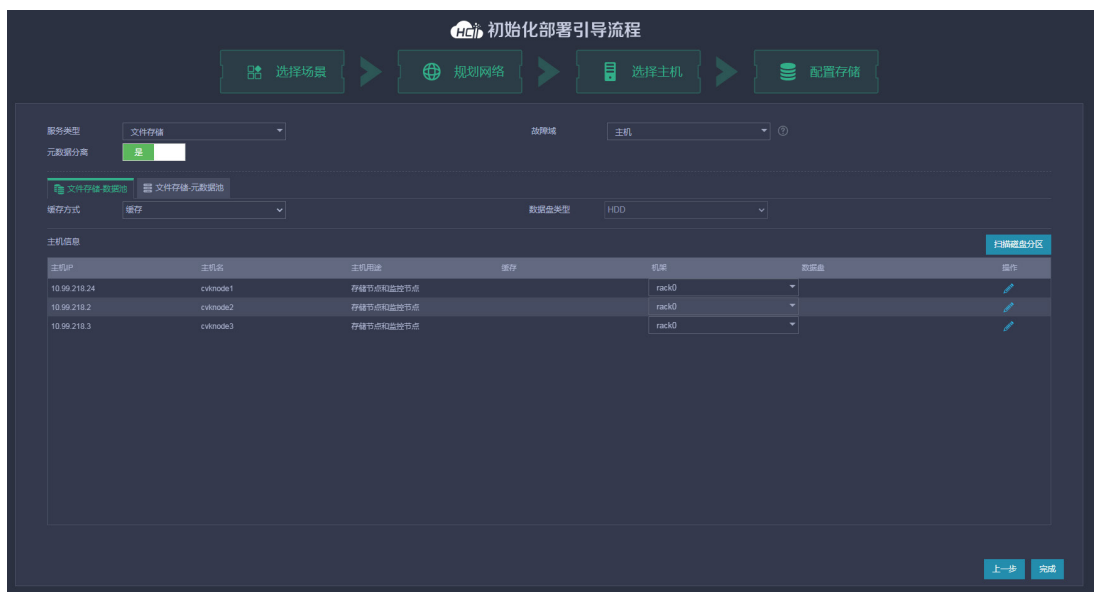 HCI 初始化部署引导流程
选择场景 规划网络 选择主机 配置存储
服务类型 文件存储 故障域 主机 ?
元数据分离 是
文件存储-数据池 文件存储-元数据池
缓存方式 缓存 数据盘类型 HDD
主机信息 扫描磁盘分区
主机IP 主机名 主机用途 缓存 机架 数据盘 操作
10.99.218.24 cvknode1 存储节点和监控节点 rack0
10.99.218.2 cvknode2 存储节点和监控节点 rack0
10.99.218.3 cvknode3 存储节点和监控节点 rack0
上一步 完成